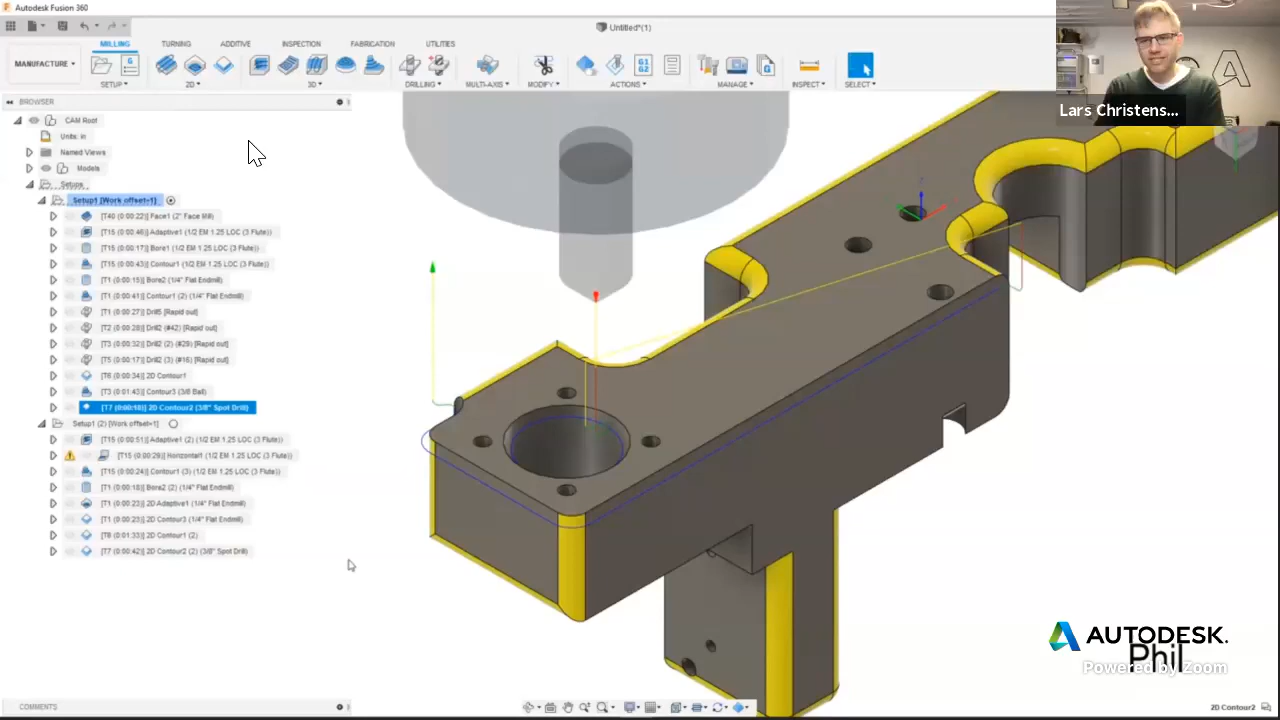 Autodesk Fusion 360
Untitled*(1)
MILLING TURNING ADDITIVE INSPECTION FABRICATION UTILITIES
MANUFACTURE
SETUP 2D 3D DRILLING MULTI-AXIS MODIFY ACTIONS MANAGE INSPECT SELECT
Lars Christens...
BROWSER
CAM Root
Units: in
Named Views
Models
Setups
Setup1 [Work offset=1]
[T40 (0:00:22)] Face1 (2" Face Mill)
[T15 (0:00:46)] Adaptive1 (1/2 EM 1.25 LOC (3 Flute))
[T15 (0:00:17)] Bore1 (1/2 EM 1.25 LOC (3 Flute))
[T15 (0:00:43)] Contour1 (1/2 EM 1.25 LOC (3 Flute))
[T1 (0:00:15)] Bore2 (1/4" Flat Endmill)
[T1 (0:00:41)] Contour1 (2) (1/4" Flat Endmill)
[T1 (0:00:27)] Drill5 [Rapid out]
[T2 (0:00:28)] Drill2 (#42) [Rapid out]
[T3 (0:00:32)] Drill2 (2) (#29) [Rapid out]
[T5 (0:00:17)] Drill2 (3) (#16) [Rapid out]
[T6 (0:00:34)] 2D Contour1
[T3 (0:01:43)] Contour3 (3/8 Ball)
[T7 (0:00:18)] 2D Contour2 (3/8" Spot Drill)
Setup1 (2) [Work offset=1]
[T15 (0:00:51)] Adaptive1 (2) (1/2 EM 1.25 LOC (3 Flute))
[T15 (0:00:29)] Horizontal1 (1/2 EM 1.25 LOC (3 Flute))
[T15 (0:00:24)] Contour1 (3) (1/2 EM 1.25 LOC (3 Flute))
[T1 (0:00:18)] Bore2 (2) (1/4" Flat Endmill)
[T1 (0:00:23)] 2D Adaptive1 (1/4" Flat Endmill)
[T1 (0:00:23)] 2D Contour3 (1/4" Flat Endmill)
[T8 (0:01:33)] 2D Contour1 (2)
[T7 (0:00:42)] 2D Contour2 (2) (3/8" Spot Drill)
AUTODESK.
Phil
Powered by Zoom
COMMENTS
2D Contour2